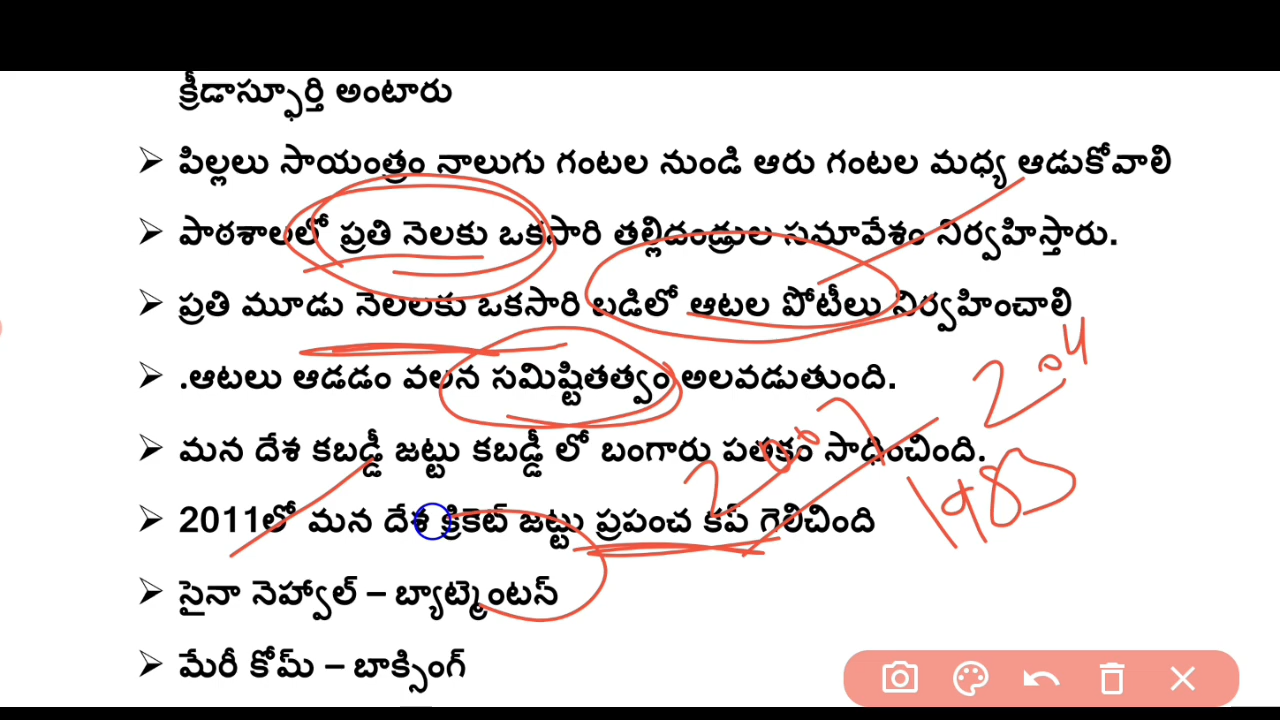 క్రీడాస్ఫూర్తి అంటారు
➢ పిల్లలు సాయంత్రం నాలుగు గంటల నుండి ఆరు గంటల మధ్య ఆడుకోవాలి
➢ పాఠశాలలో ప్రతి నెలకు ఒకసారి తల్లిదండ్రుల సమావేశం నిర్వహిస్తారు.
➢ ప్రతి మూడు నెలలకు ఒకసారి బడిలో ఆటల పోటీలు నిర్వహించాలి
➢ .ఆటలు ఆడడం వలన సమిష్టితత్వం అలవడుతుంది.
204
➢ మన దేశ కబడ్డీ జట్టు కబడ్డీ లో బంగారు పతకం సాధించింది.
2007
1983
➢ 2011లో మన దేశ క్రికెట్ జట్టు ప్రపంచ కప్ గెలిచింది
➢ సైనా నెహ్వాల్ – బ్యాట్మెంటన్
➢ మేరీ కోమ్ – బాక్సింగ్